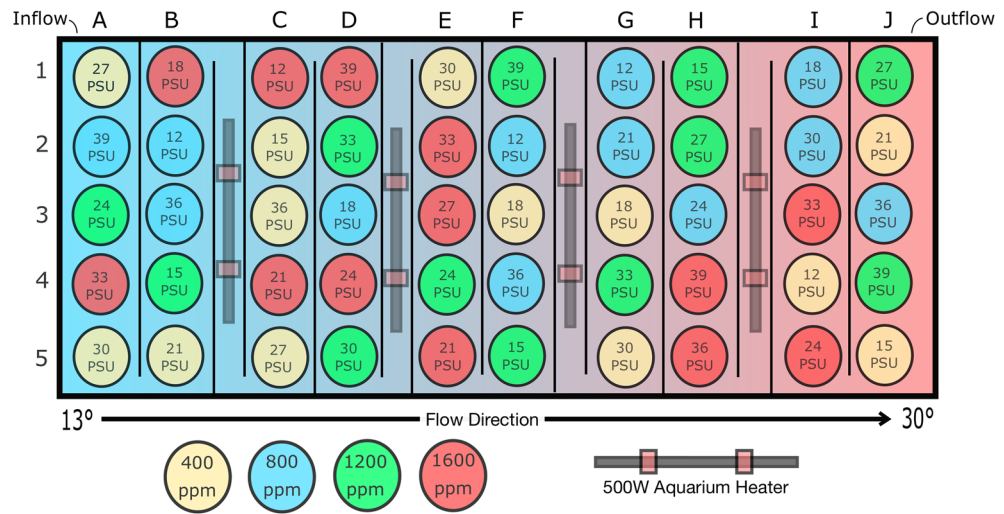 Inflow
A B C D E F G H I J
Outflow
1
27 PSU
18 PSU
12 PSU
39 PSU
30 PSU
39 PSU
12 PSU
15 PSU
18 PSU
27 PSU
2
39 PSU
12 PSU
15 PSU
33 PSU
33 PSU
12 PSU
21 PSU
27 PSU
30 PSU
21 PSU
3
24 PSU
36 PSU
36 PSU
18 PSU
27 PSU
18 PSU
18 PSU
24 PSU
33 PSU
36 PSU
4
33 PSU
15 PSU
21 PSU
24 PSU
24 PSU
36 PSU
33 PSU
39 PSU
12 PSU
39 PSU
5
30 PSU
21 PSU
27 PSU
30 PSU
21 PSU
15 PSU
30 PSU
36 PSU
24 PSU
15 PSU
13º
Flow Direction
30º
400
ppm
800
ppm
1200
ppm
1600
ppm
500W Aquarium Heater